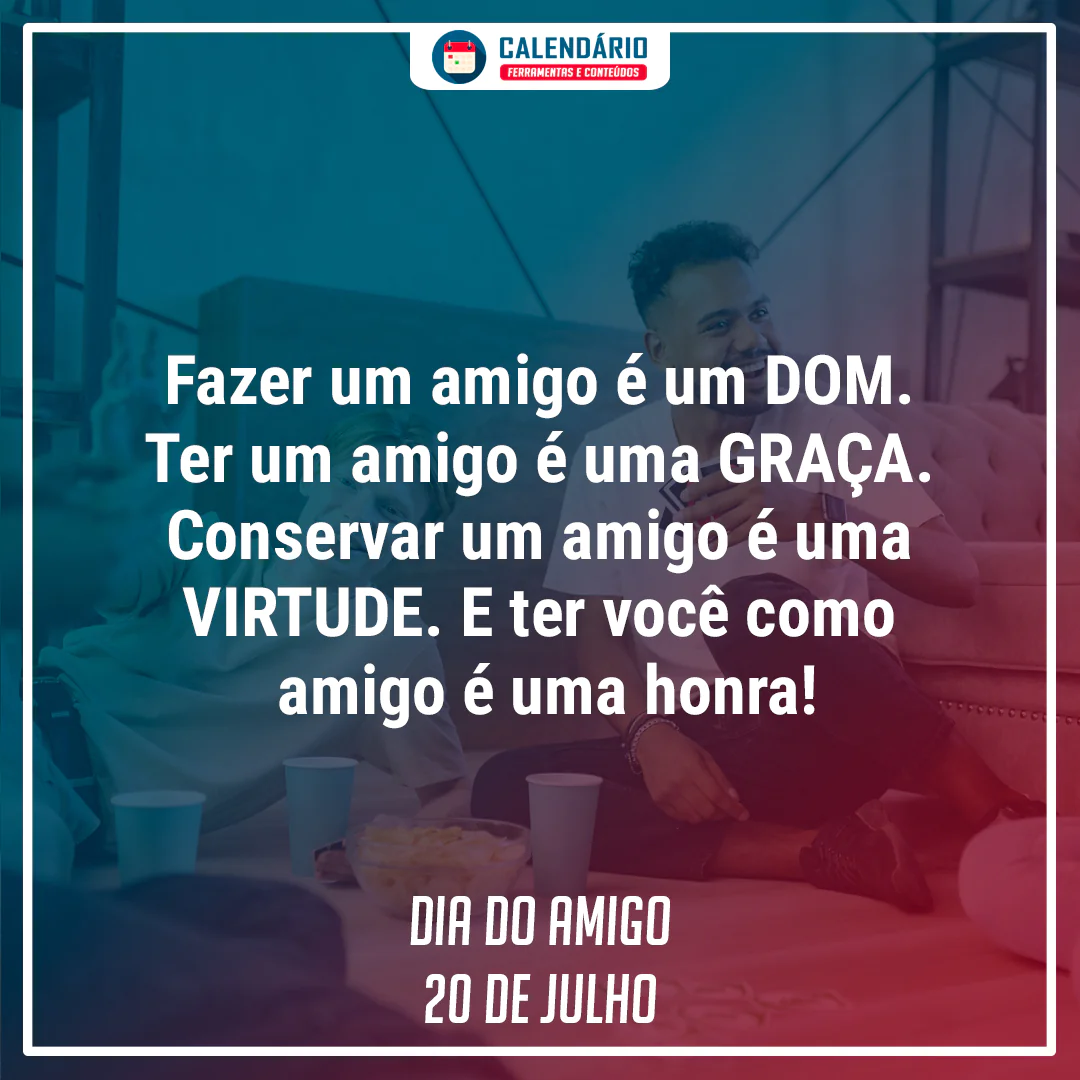 CALENDÁRIO
FERRAMENTAS E CONTEÚDOS
Fazer um amigo é um DOM.
Ter um amigo é uma GRAÇA.
Conservar um amigo é uma
VIRTUDE. E ter você como
amigo é uma honra!
DIA DO AMIGO
20 DE JULHO